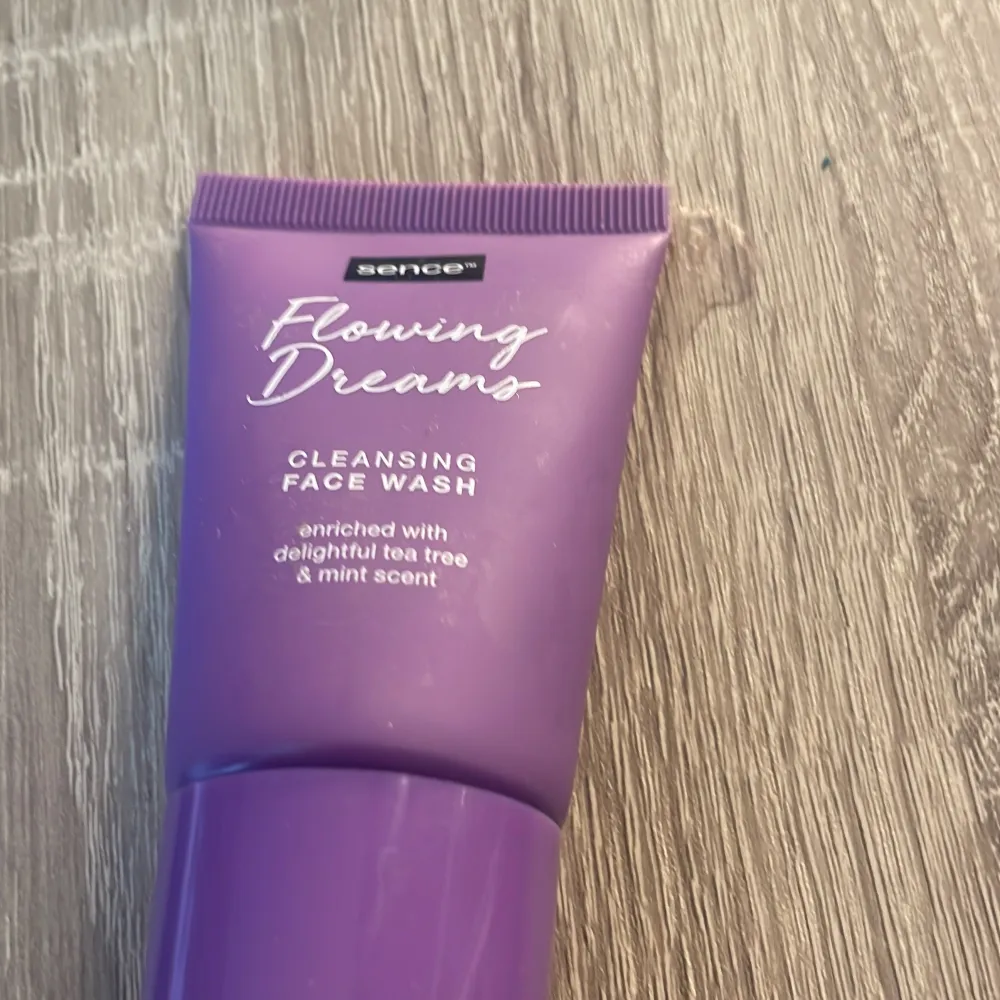 sence™
Flowing
Dreams
CLEANSING
FACE WASH
enriched with
delightful tea tree
& mint scent